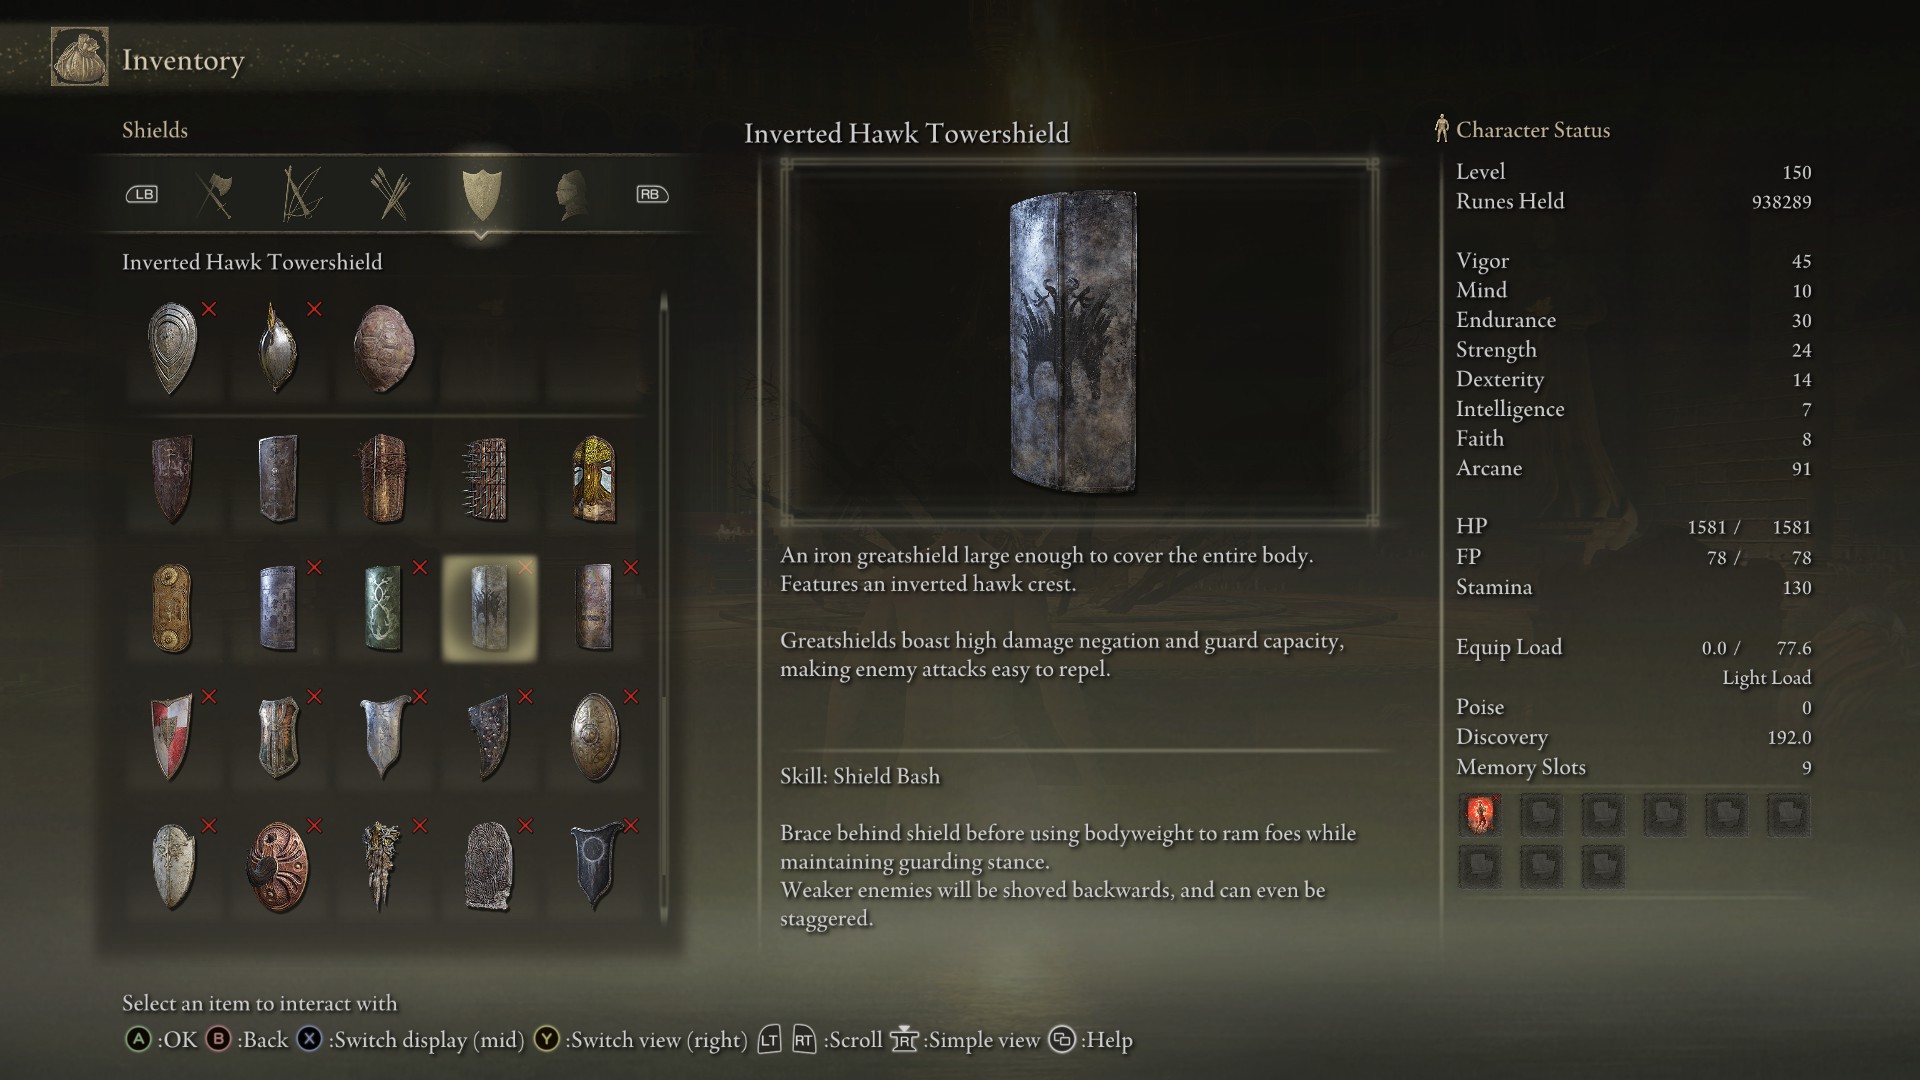 Inventory
Shields
LB
RB
Inverted Hawk Towershield
Inverted Hawk Towershield
An iron greatshield large enough to cover the entire body.
Features an inverted hawk crest.
Greatshields boast high damage negation and guard capacity,
making enemy attacks easy to repel.
Skill: Shield Bash
Brace behind shield before using bodyweight to ram foes while
maintaining guarding stance.
Weaker enemies will be shoved backwards, and can even be
staggered.
Character Status
Level 150
Runes Held 938289
Vigor 45
Mind 10
Endurance 30
Strength 24
Dexterity 14
Intelligence 7
Faith 8
Arcane 91
HP 1581 / 1581
FP 78 / 78
Stamina 130
Equip Load 0.0 / 77.6
Light Load
Poise 0
Discovery 192.0
Memory Slots 9
Select an item to interact with
A :OK B :Back X :Switch display (mid) Y :Switch view (right) LT RT :Scroll R :Simple view :Help